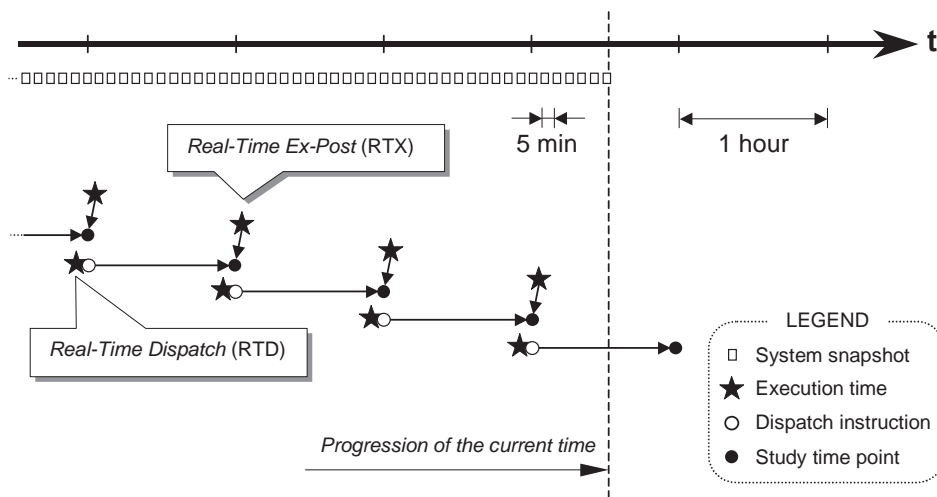 t
5 min
1 hour
Real-Time Ex-Post (RTX)
Real-Time Dispatch (RTD)
LEGEND
System snapshot
Execution time
Dispatch instruction
Study time point
Progression of the current time